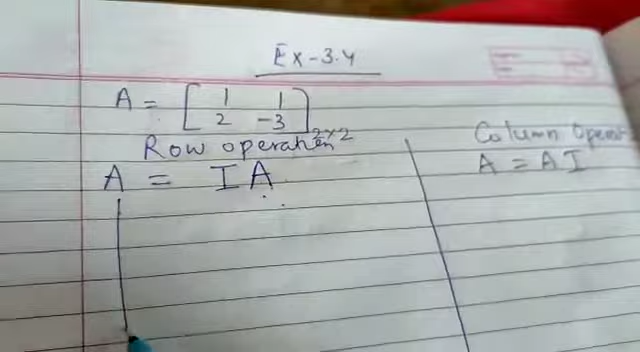 Ex-3.4
A = [ 1 1
2 -3 ] 2×2
Row operation
A = IA
Column Operat
A = AI